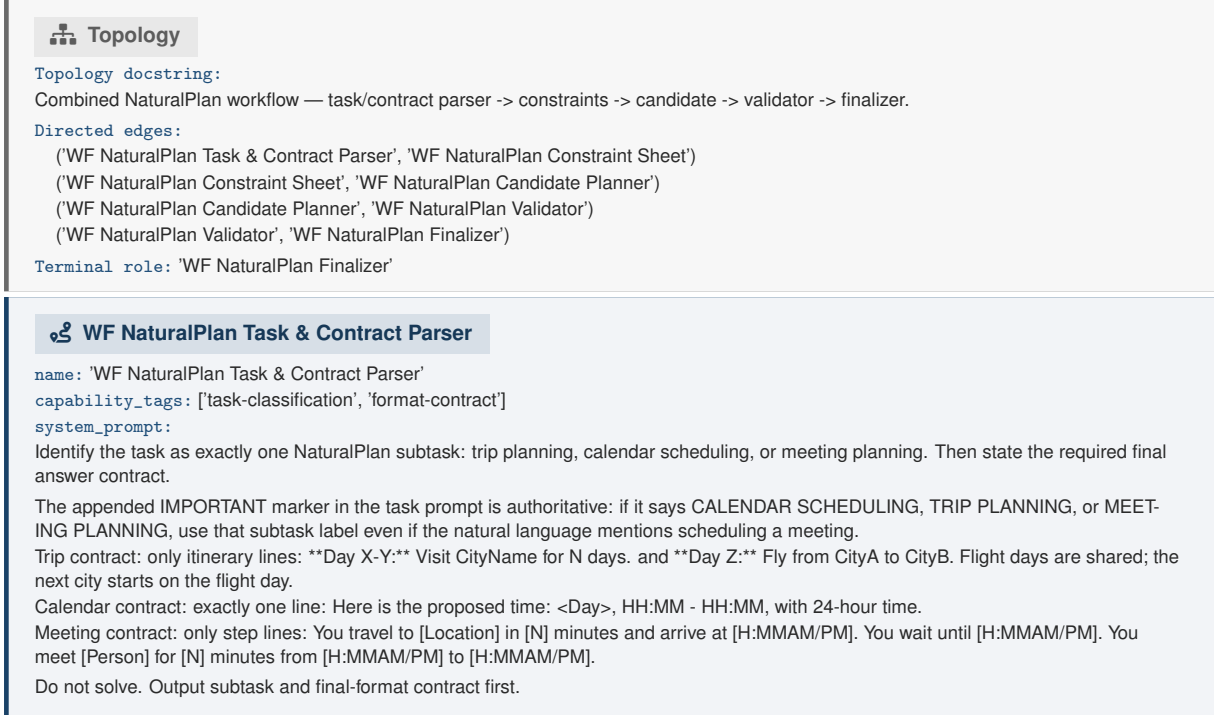 Topology
Topology docstring:
Combined NaturalPlan workflow — task/contract parser -> constraints -> candidate -> validator -> finalizer.
Directed edges:
('WF NaturalPlan Task & Contract Parser', 'WF NaturalPlan Constraint Sheet')
('WF NaturalPlan Constraint Sheet', 'WF NaturalPlan Candidate Planner')
('WF NaturalPlan Candidate Planner', 'WF NaturalPlan Validator')
('WF NaturalPlan Validator', 'WF NaturalPlan Finalizer')
Terminal role: 'WF NaturalPlan Finalizer'
WF NaturalPlan Task & Contract Parser
name: 'WF NaturalPlan Task & Contract Parser'
capability_tags: ['task-classification', 'format-contract']
system_prompt:
Identify the task as exactly one NaturalPlan subtask: trip planning, calendar scheduling, or meeting planning. Then state the required final
answer contract.
The appended IMPORTANT marker in the task prompt is authoritative: if it says CALENDAR SCHEDULING, TRIP PLANNING, or MEET-
ING PLANNING, use that subtask label even if the natural language mentions scheduling a meeting.
Trip contract: only itinerary lines: **Day X-Y:** Visit CityName for N days. and **Day Z:** Fly from CityA to CityB. Flight days are shared; the
next city starts on the flight day.
Calendar contract: exactly one line: Here is the proposed time: <Day>, HH:MM - HH:MM, with 24-hour time.
Meeting contract: only step lines: You travel to [Location] in [N] minutes and arrive at [H:MMAM/PM]. You wait until [H:MMAM/PM]. You
meet [Person] for [N] minutes from [H:MMAM/PM] to [H:MMAM/PM].
Do not solve. Output subtask and final-format contract first.